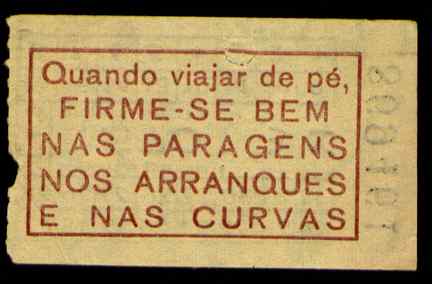 Quando viajar de pé,
FIRME-SE BEM
NAS PARAGENS
NOS ARRANQUES
E NAS CURVAS